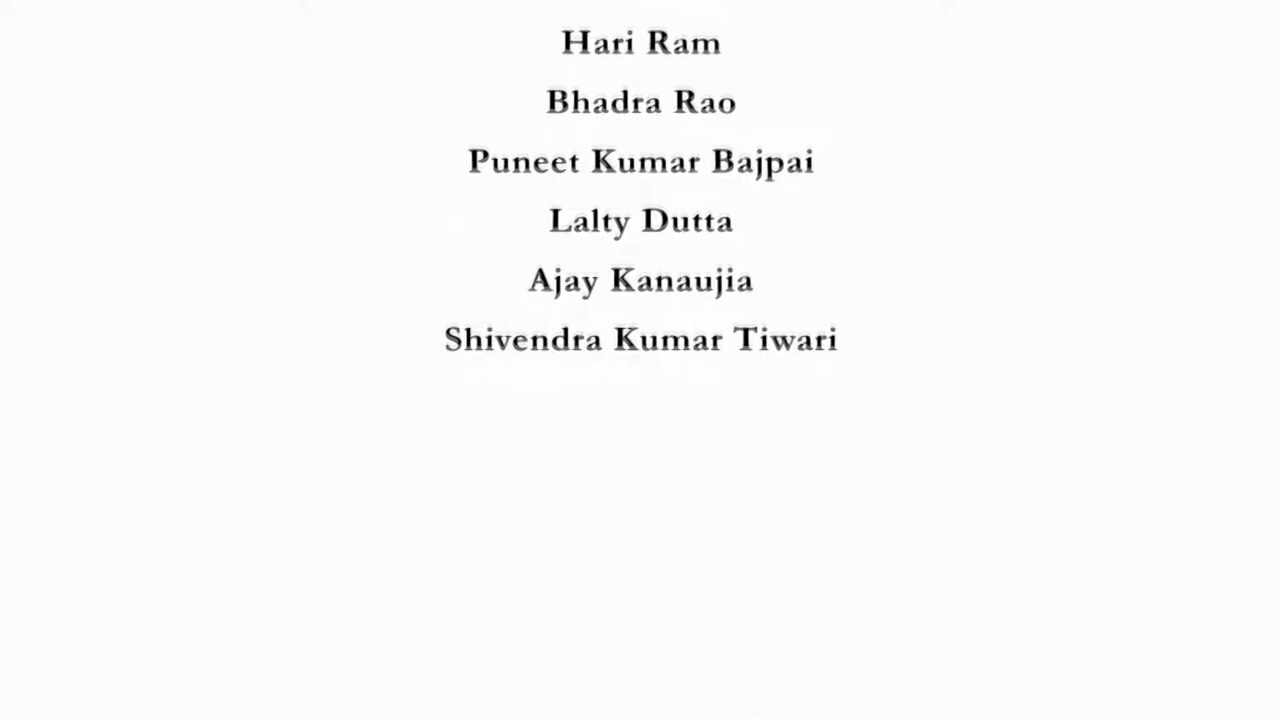 Hari Ram
Bhadra Rao
Puneet Kumar Bajpai
Lalty Dutta
Ajay Kanaujia
Shivendra Kumar Tiwari